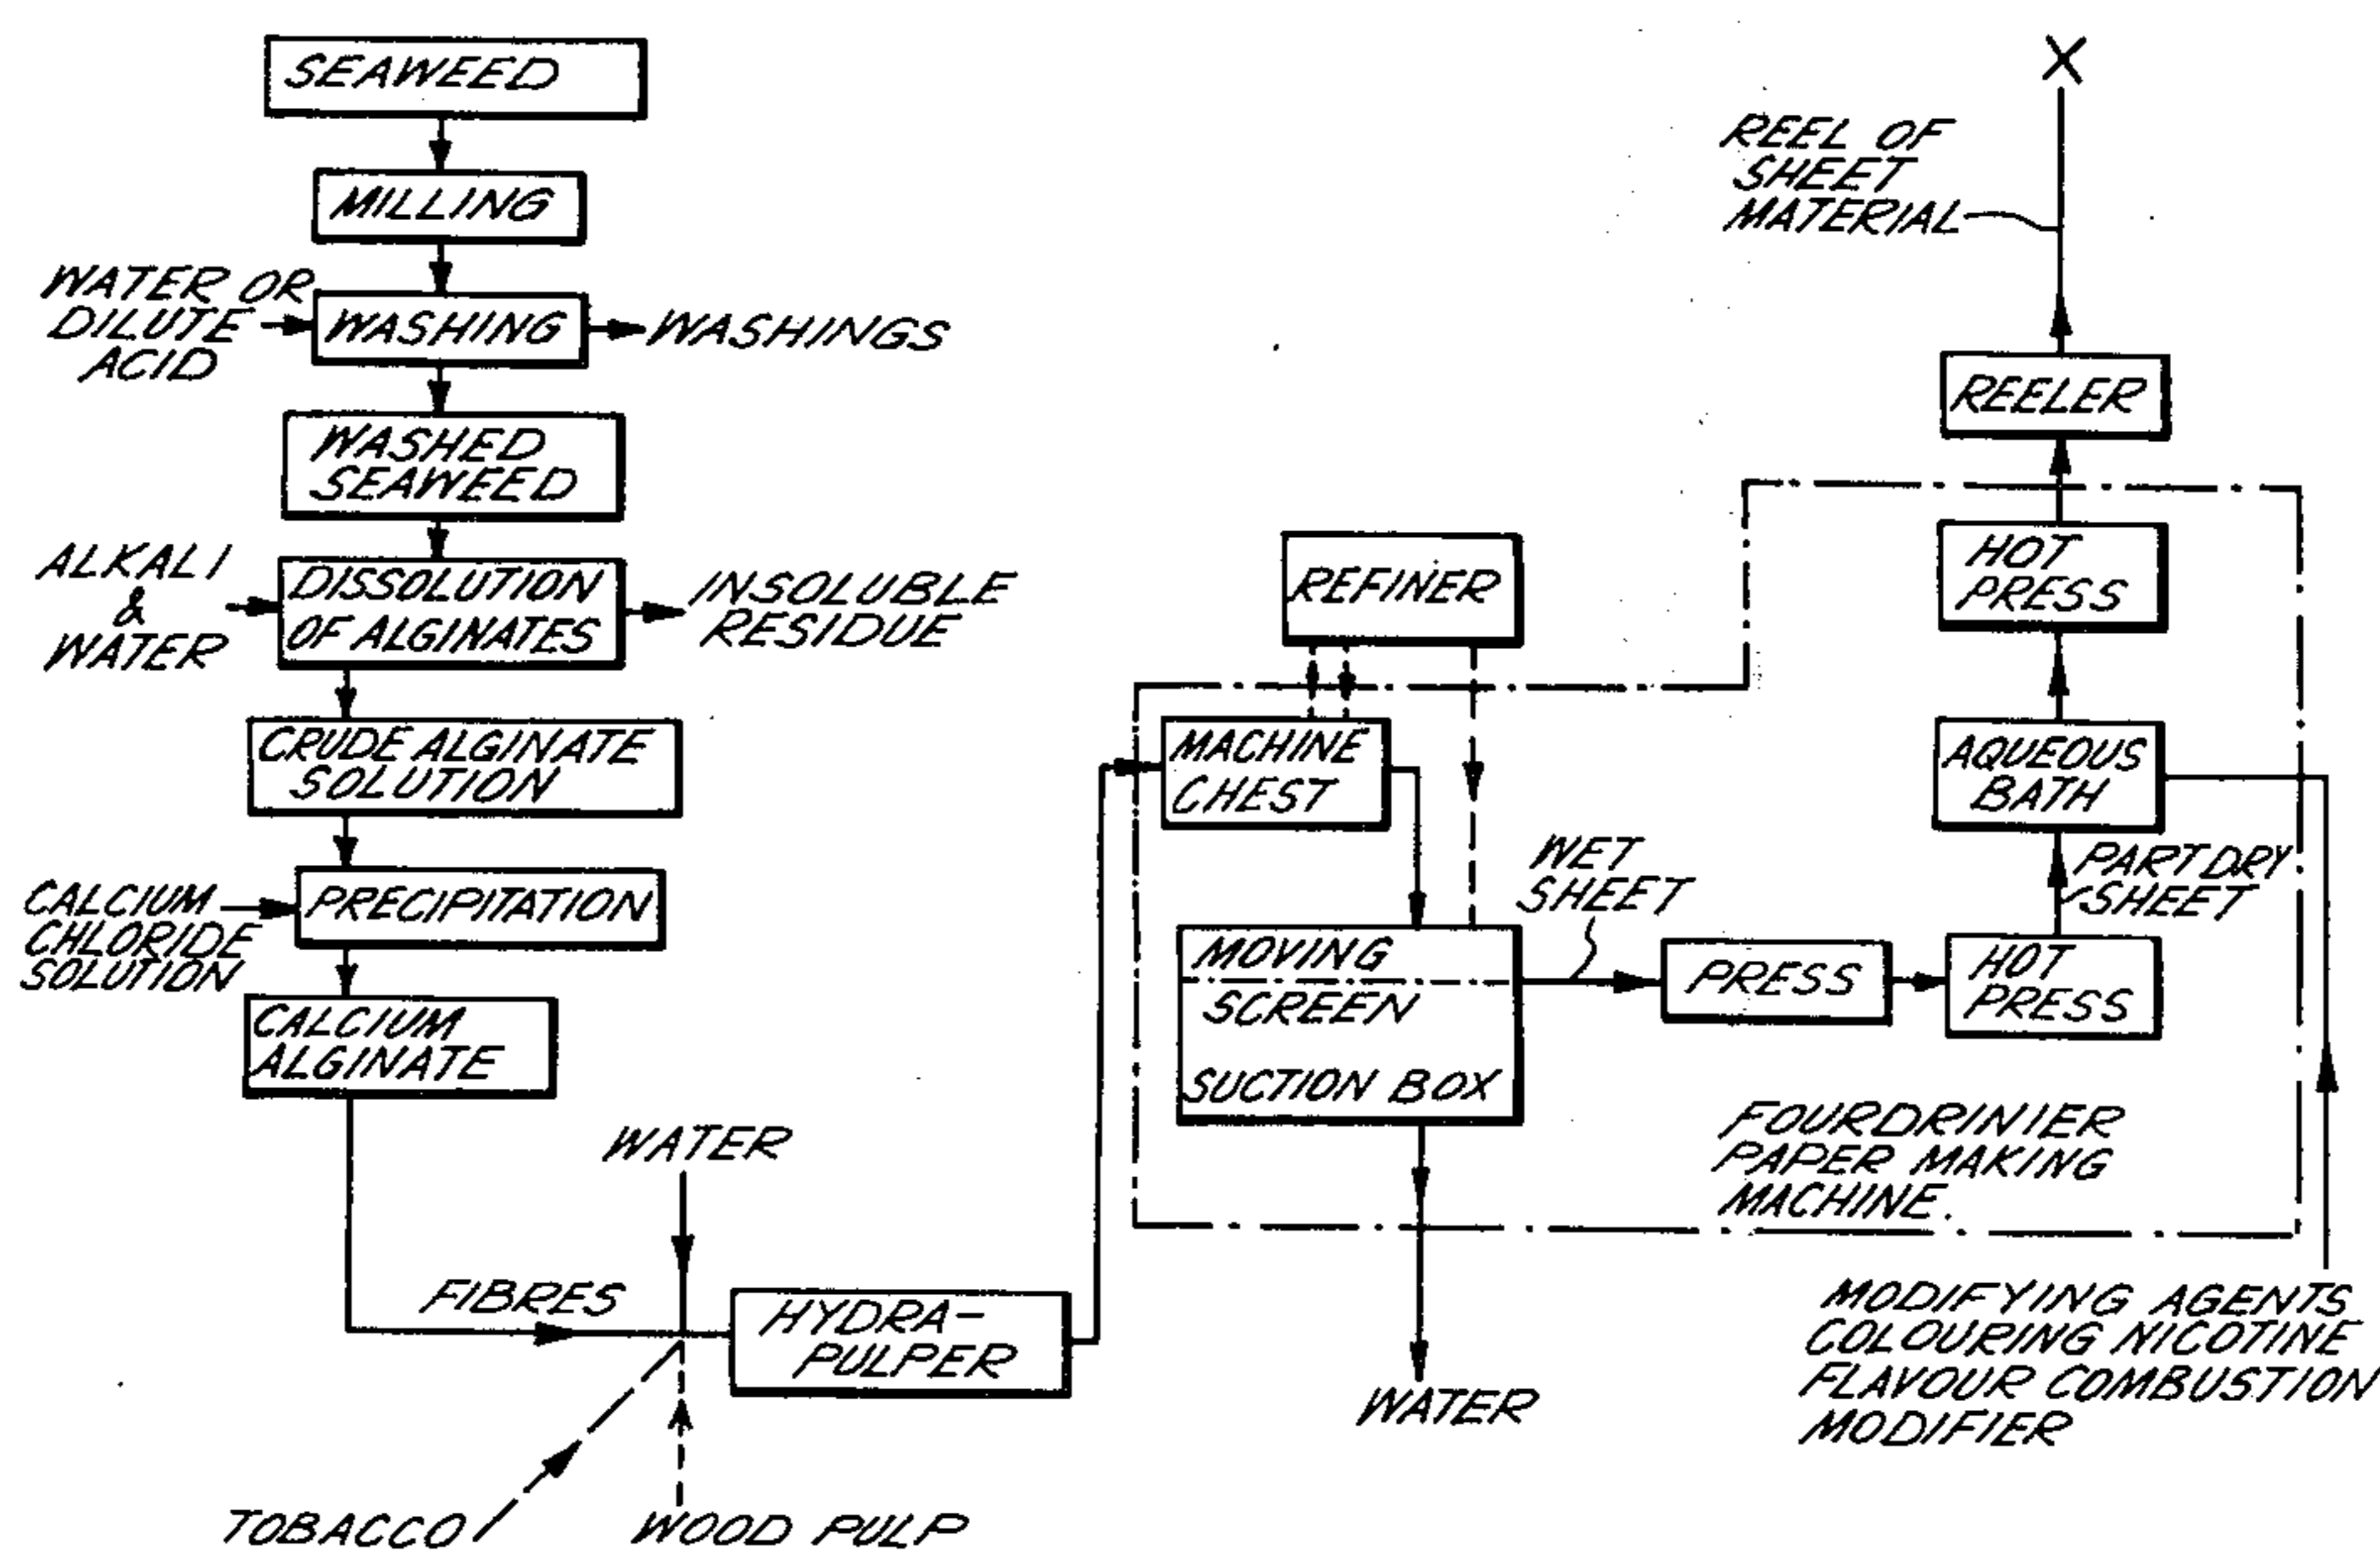 SEAWEED
MILLING
WATER OR
DILUTE
ACID
WASHING
WASHINGS
WASHED
SEAWEED
ALKALI
&
WATER
DISSOLUTION
OF ALGINATES
INSOLUBLE
RESIDUE
CRUDE ALGINATE
SOLUTION
CALCIUM
CHLORIDE
SOLUTION
PRECIPITATION
CALCIUM
ALGINATE
WATER
FIBRES
HYDRA-
PULPER
TOBACCO
WOOD PULP
REFINER
MACHINE
CHEST
MOVING
SCREEN
SUCTION BOX
WATER
WET
SHEET
PRESS
HOT
PRESS
PART DRY
SHEET
AQUEOUS
BATH
HOT
PRESS
REELER
REEL OF
SHEET
MATERIAL
X
FOURDRINIER
PAPER MAKING
MACHINE.
MODIFYING AGENTS
COLOURING NICOTINE
FLAVOUR COMBUSTION
MODIFIER